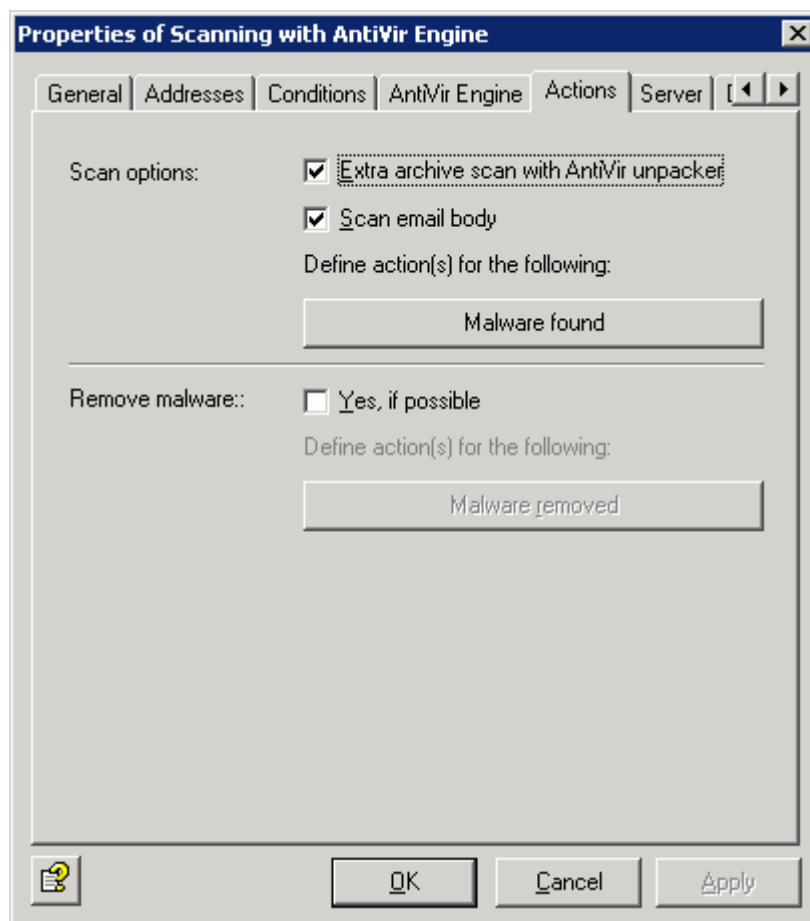 Properties of Scanning with AntiVir Engine
General Addresses Conditions AntiVir Engine Actions Server
Scan options: Extra archive scan with AntiVir unpacker
Scan email body
Define action(s) for the following:
Malware found
Remove malware:: Yes, if possible
Define action(s) for the following:
Malware removed
OK Cancel Apply